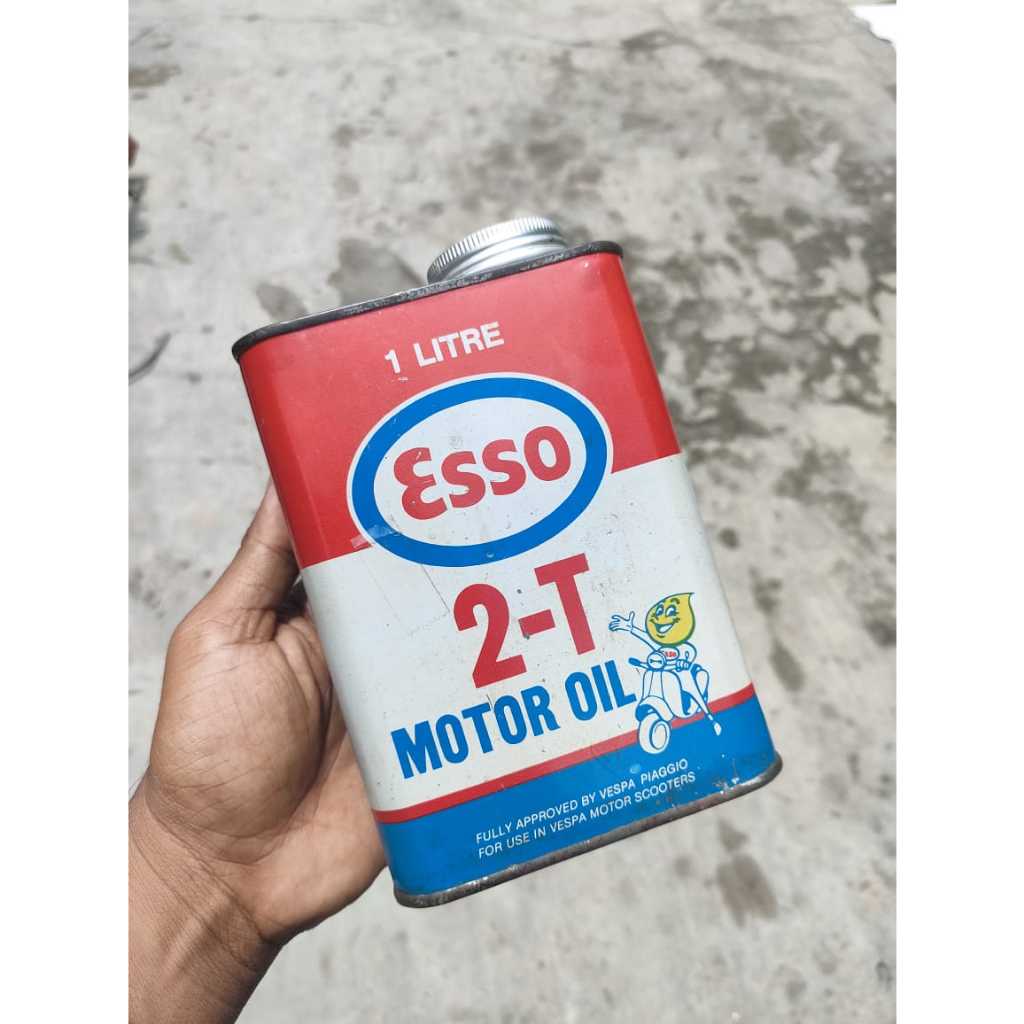 1 LITRE
Esso
2-T
MOTOR OIL
FULLY APPROVED BY VESPA PIAGGIO
FOR USE IN VESPA MOTOR SCOOTERS